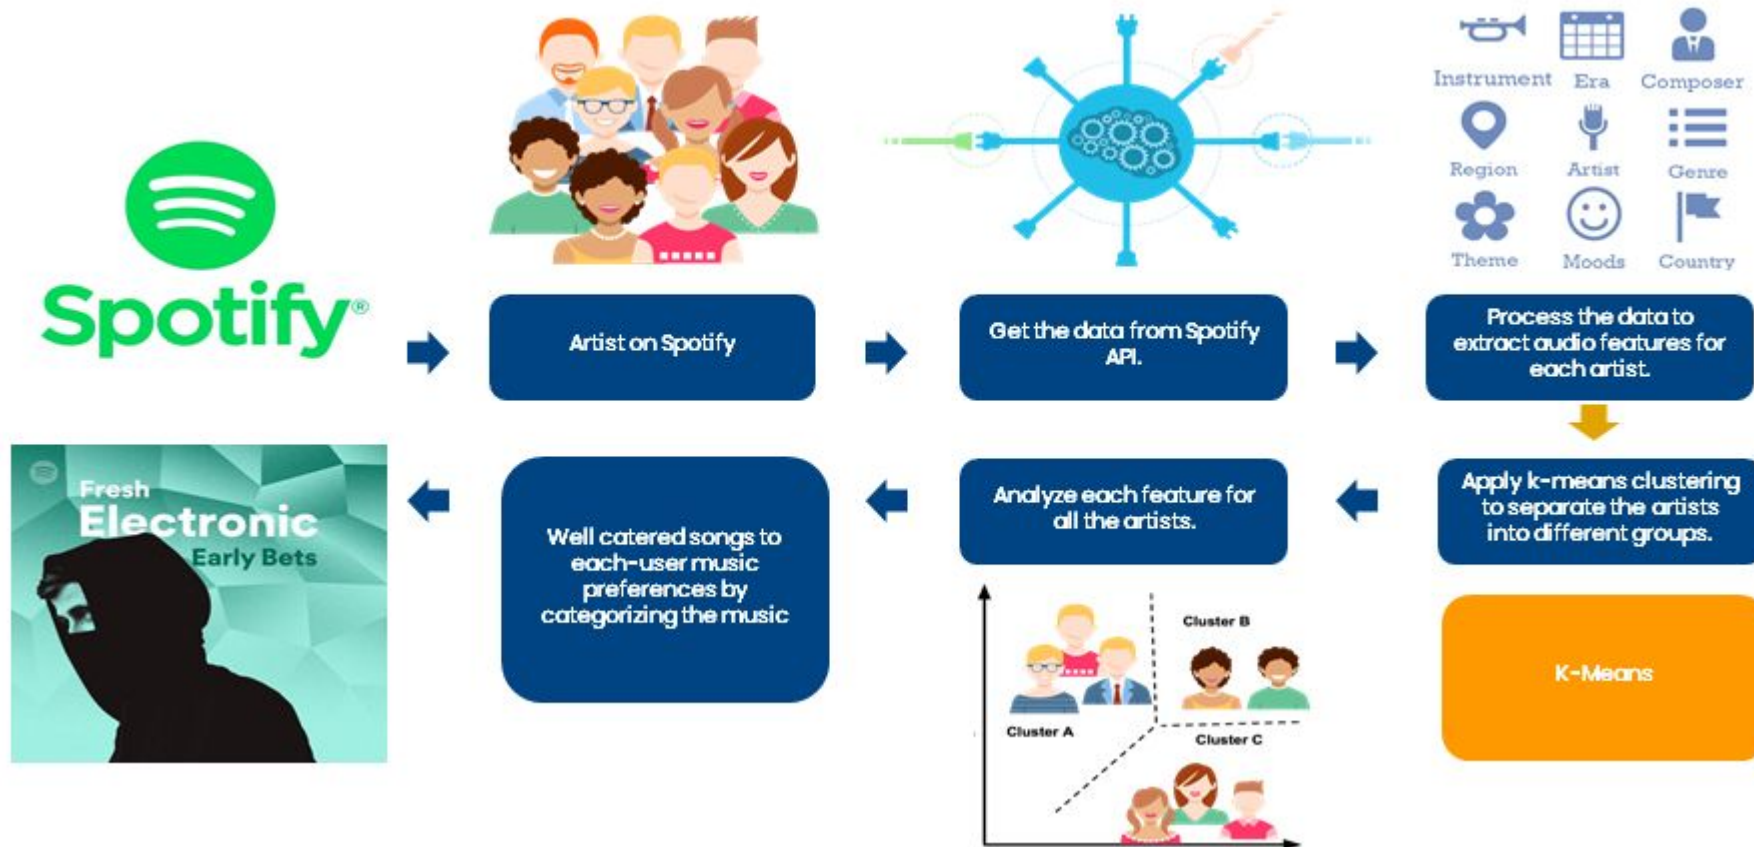 Spotify®
Artist on Spotify
Get the data from Spotify
API.
Instrument
Era
Composer
Region
Artist
Genre
Theme
Moods
Country
Process the data to
extract audio features for
each artist.
Apply k-means clustering
to separate the artists
into different groups.
K-Means
Analyze each feature for
all the artists.
Cluster A
Cluster B
Cluster C
Well catered songs to
each-user music
preferences by
categorizing the music
Fresh
Electronic
Early Bets